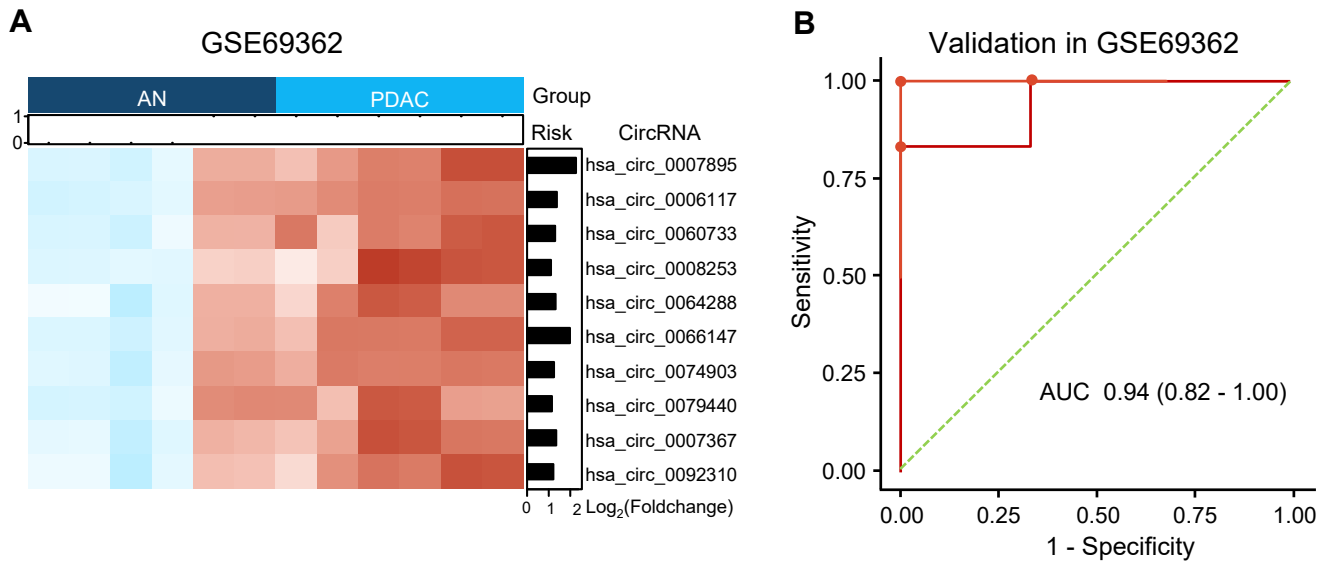 A
GSE69362
AN PDAC Group
1
0
Risk CircRNA
hsa_circ_0007895
hsa_circ_0006117
hsa_circ_0060733
hsa_circ_0008253
hsa_circ_0064288
hsa_circ_0066147
hsa_circ_0074903
hsa_circ_0079440
hsa_circ_0007367
hsa_circ_0092310
0 1 2 Log₂(Foldchange)
B
Validation in GSE69362
Sensitivity
1.00
0.75
0.50
0.25
0.00
AUC 0.94 (0.82 - 1.00)
0.00 0.25 0.50 0.75 1.00
1 - Specificity